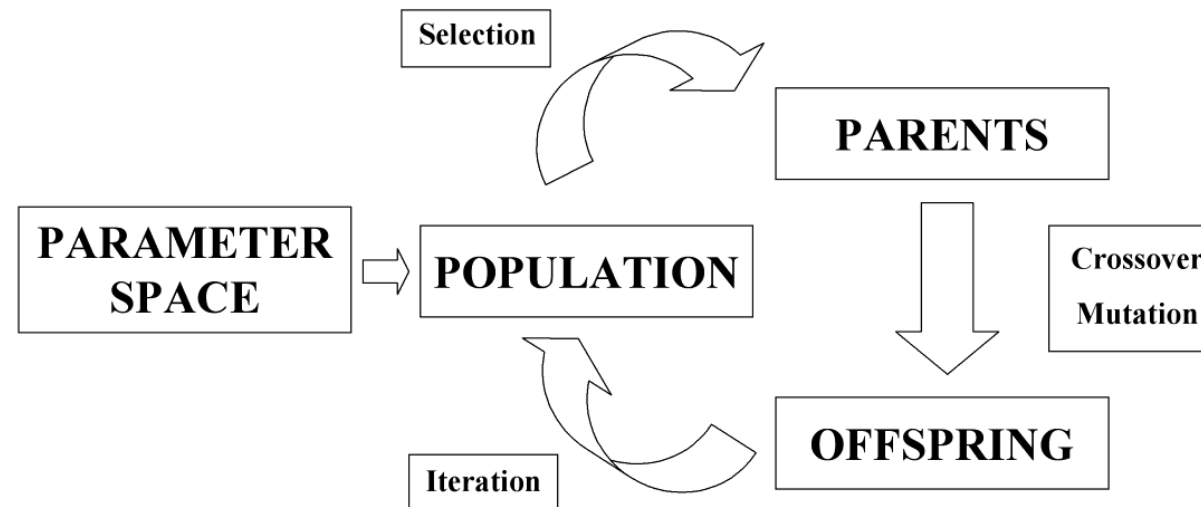 Selection
PARENTS
PARAMETER
SPACE
POPULATION
Crossover
Mutation
OFFSPRING
Iteration